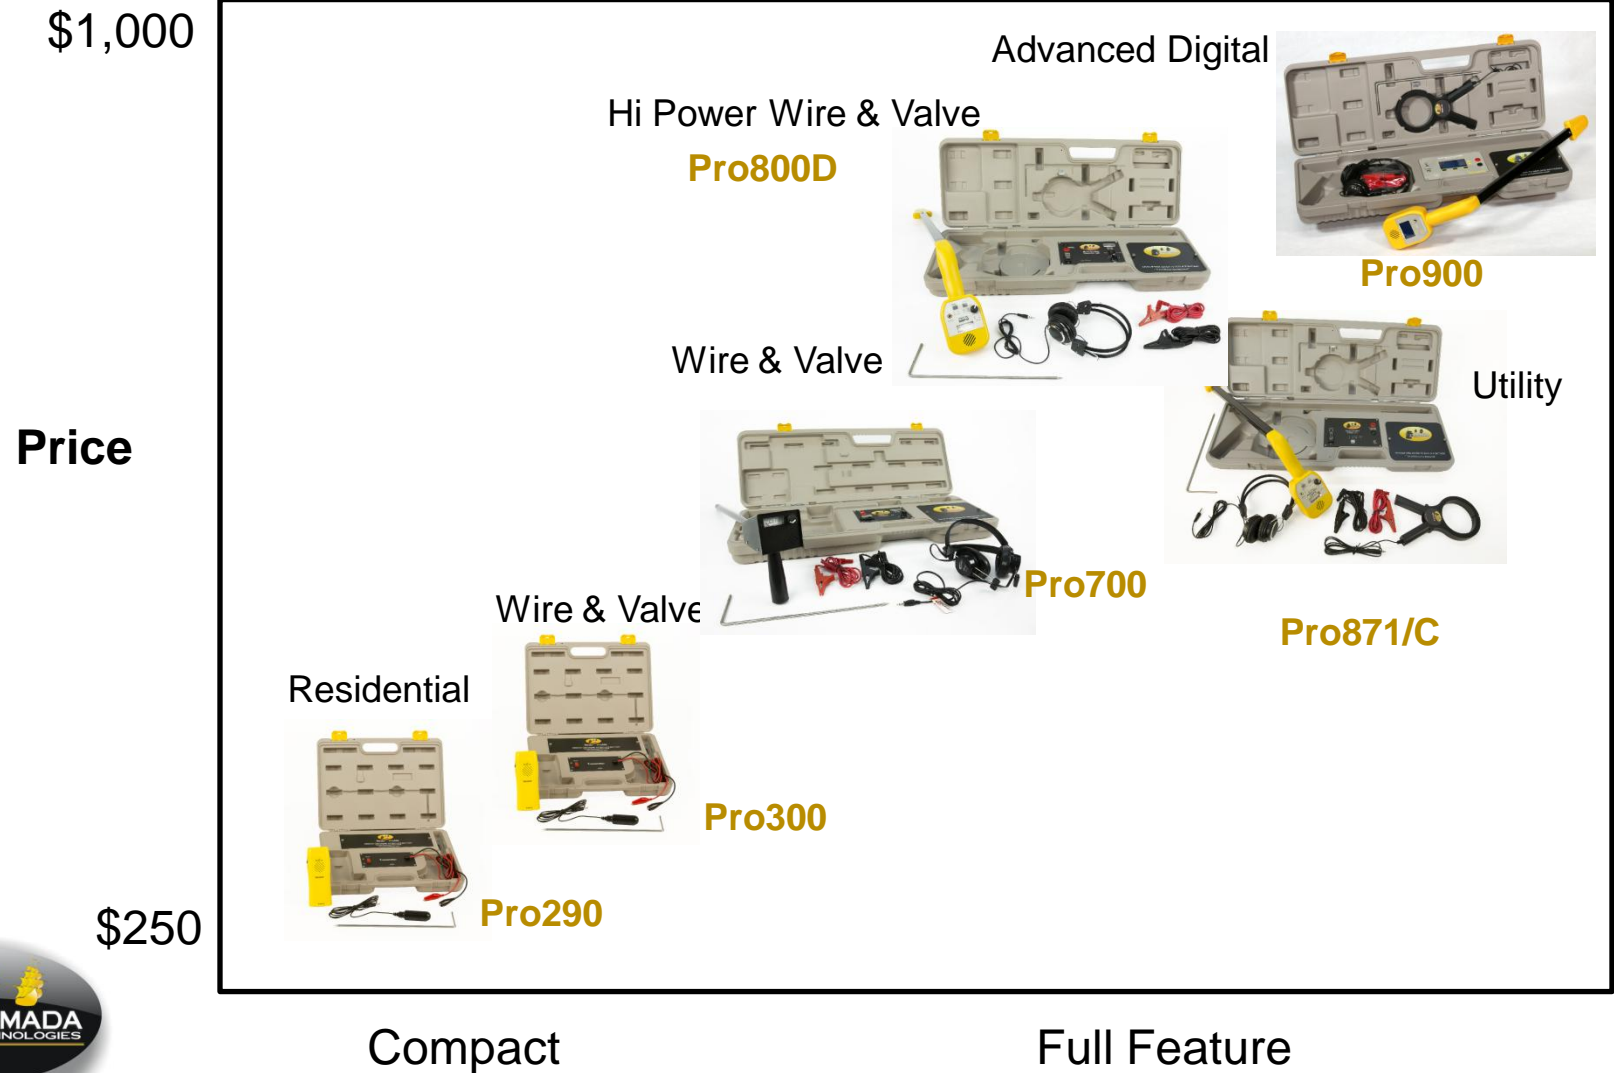 $1,000
Advanced Digital
Hi Power Wire & Valve
Pro800D
Pro900
Wire & Valve
Utility
Price
Pro700
Wire & Valve
Pro871/C
Residential
Pro300
Pro290
$250
MADA
NOLOGIES
Compact
Full Feature